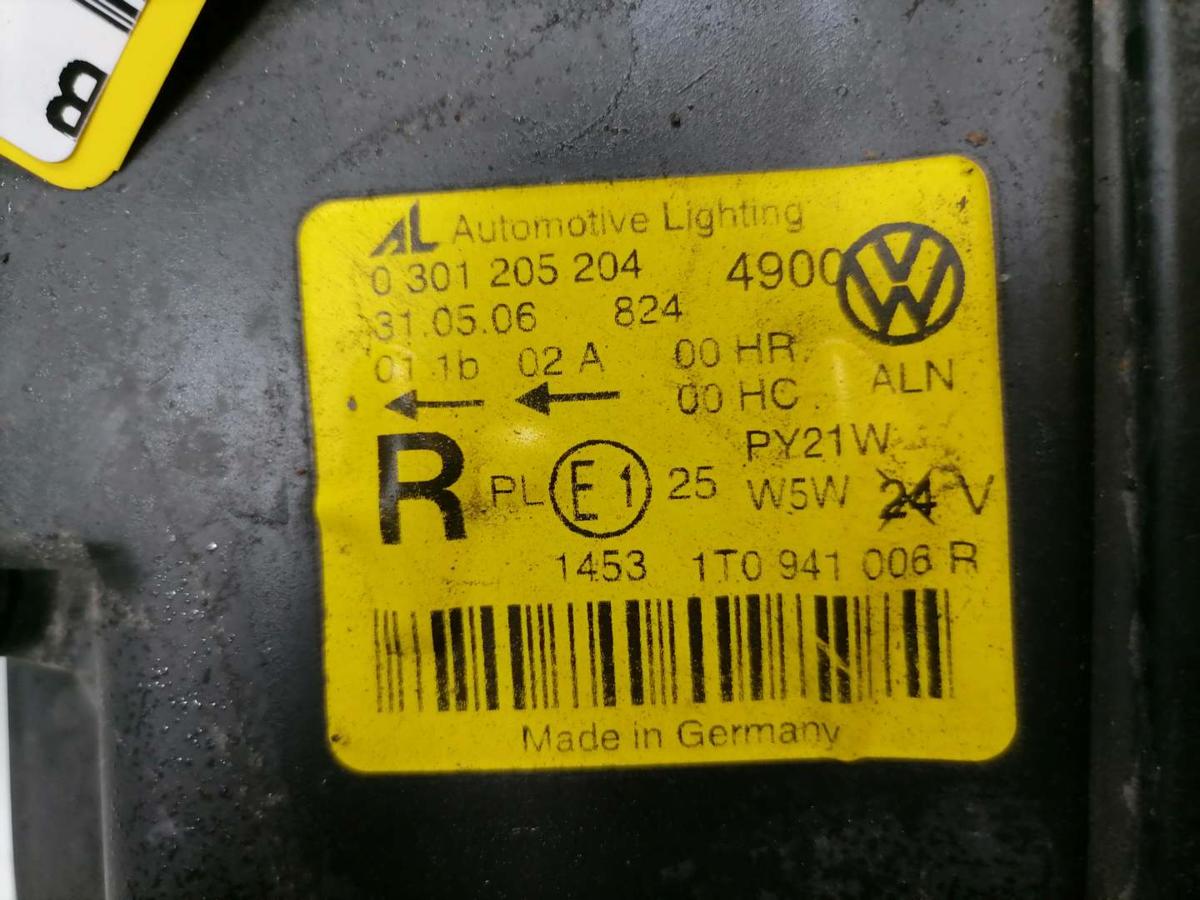 B
AL Automotive Lighting
0 301 205 204 4900 VW
31.05.06 824
01 1b 02 A 00 HR ALN
00 HC
R PL E1 25 PY21W
W5W 24 V
1453 1T0 941 006 R
Made in Germany